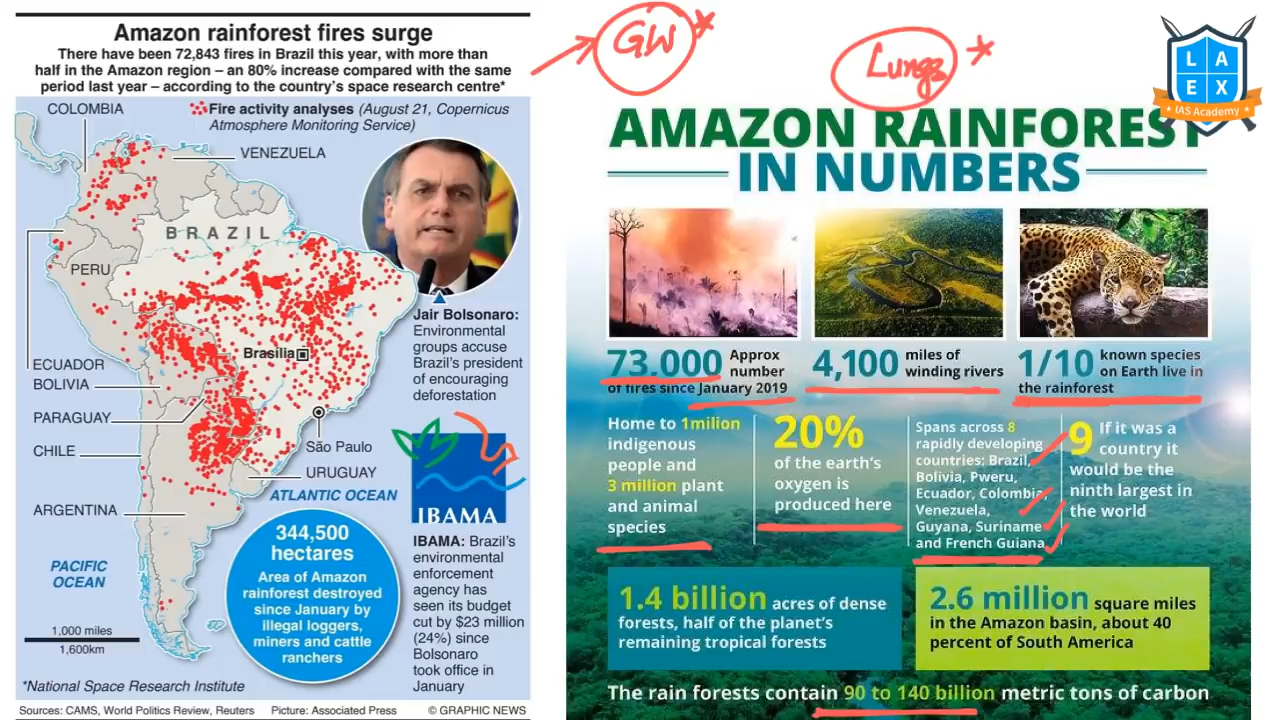 Amazon rainforest fires surge
There have been 72,843 fires in Brazil this year, with more than
half in the Amazon region – an 80% increase compared with the same
period last year – according to the country's space research centre*
COLOMBIA
Fire activity analyses (August 21, Copernicus
Atmosphere Monitoring Service)
VENEZUELA
BRAZIL
PERU
Brasilia
ECUADOR
BOLIVIA
PARAGUAY
CHILE
São Paulo
URUGUAY
ATLANTIC OCEAN
ARGENTINA
PACIFIC
OCEAN
1,000 miles
1,600km
344,500
hectares
Area of Amazon
rainforest destroyed
since January by
illegal loggers,
miners and cattle
ranchers
Jair Bolsonaro:
Environmental
groups accuse
Brazil's president
of encouraging
deforestation
IBAMA
IBAMA: Brazil's
environmental
enforcement
agency has
seen its budget
cut by $23 million
(24%) since
Bolsonaro
took office in
January
*National Space Research Institute
Sources: CAMS, World Politics Review, Reuters Picture: Associated Press © GRAPHIC NEWS
GW
Lungs
L A
E X
IAS Academy
AMAZON RAINFOREST
IN NUMBERS
73,000 Approx
number
of fires since January 2019
4,100 miles of
winding rivers
1/10 known species
on Earth live in
the rainforest
Home to 1milion
indigenous
people and
3 million plant
and animal
species
20%
of the earth's
oxygen is
produced here
Spans across 8
rapidly developing
countries: Brazil,
Bolivia, Pweru,
Ecuador, Colombia,
Venezuela,
Guyana, Suriname
and French Guiana
9 If it was a
country it
would be the
ninth largest in
the world
1.4 billion acres of dense
forests, half of the planet's
remaining tropical forests
2.6 million square miles
in the Amazon basin, about 40
percent of South America
The rain forests contain 90 to 140 billion metric tons of carbon